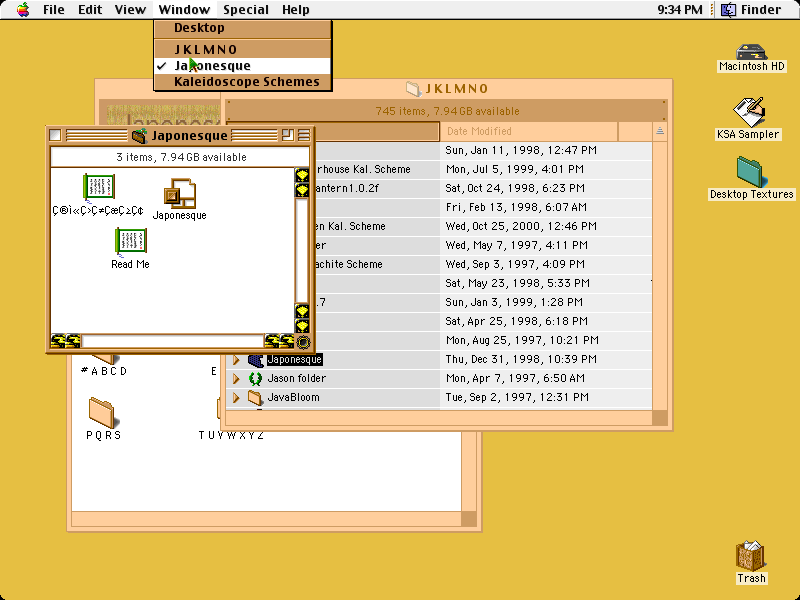 File Edit View Window Special Help 9:34 PM Finder
Desktop
J K L M N O
Japonesque
Kaleidoscope Schemes
Macintosh HD
KSA Sampler
Desktop Textures
Trash
J K L M N O
745 items, 7.94 GB available
Date Modified
Sun, Jan 11, 1998, 12:47 PM
rhouse Kal. Scheme Mon, Jul 5, 1999, 4:01 PM
antern1.0.2f Sat, Oct 24, 1998, 6:23 PM
Fri, Feb 13, 1998, 6:07 AM
en Kal. Scheme Wed, Oct 25, 2000, 12:46 PM
er Wed, May 7, 1997, 4:11 PM
achite Scheme Wed, Sep 3, 1997, 4:09 PM
Sat, May 23, 1998, 5:33 PM
.7 Sun, Jan 3, 1999, 1:28 PM
Sat, Apr 25, 1998, 6:18 PM
Mon, Aug 25, 1997, 10:21 PM
Japonesque Thu, Dec 31, 1998, 10:39 PM
Jason folder Mon, Apr 7, 1997, 6:50 AM
JavaBloom Tue, Sep 2, 1997, 12:31 PM
Japonesque
3 items, 7.94 GB available
Japonesque
Read Me
# A B C D
E
P Q R S
T U V W X Y Z